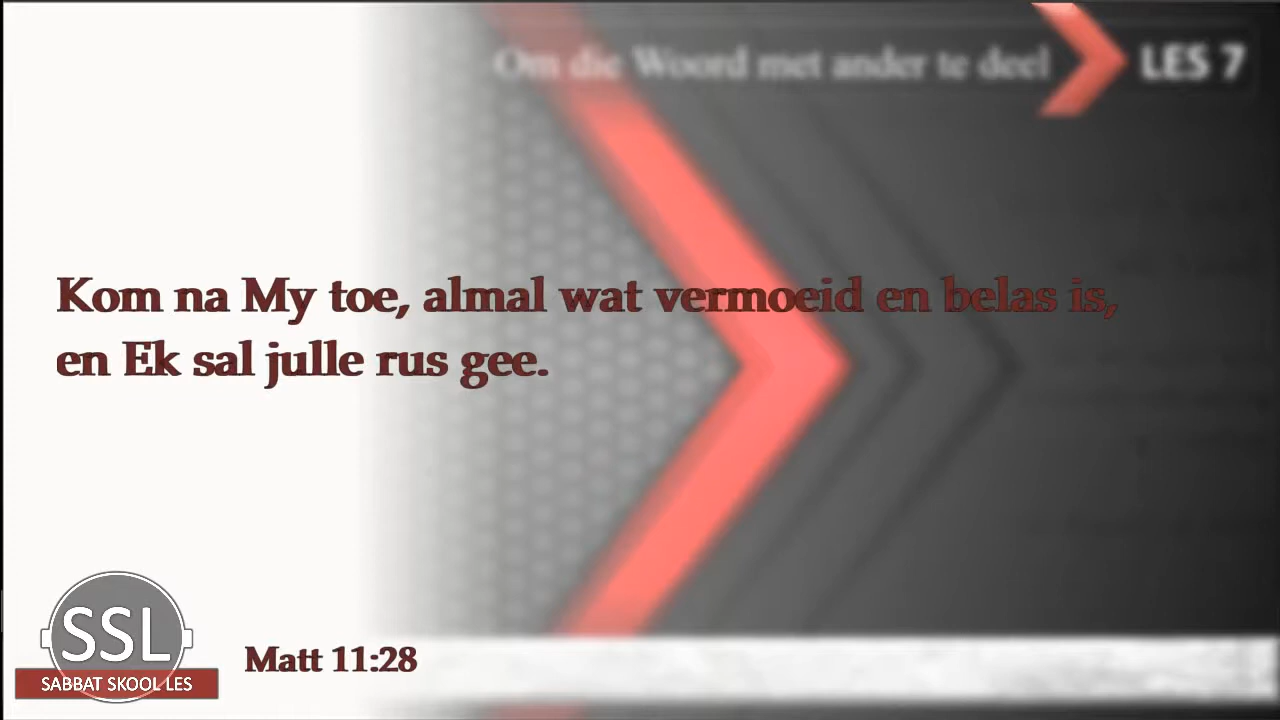 Om die Woord met ander te deel LES 7
Kom na My toe, almal wat vermoeid en belas is,
en Ek sal julle rus gee.
SSL
SABBAT SKOOL LES
Matt 11:28